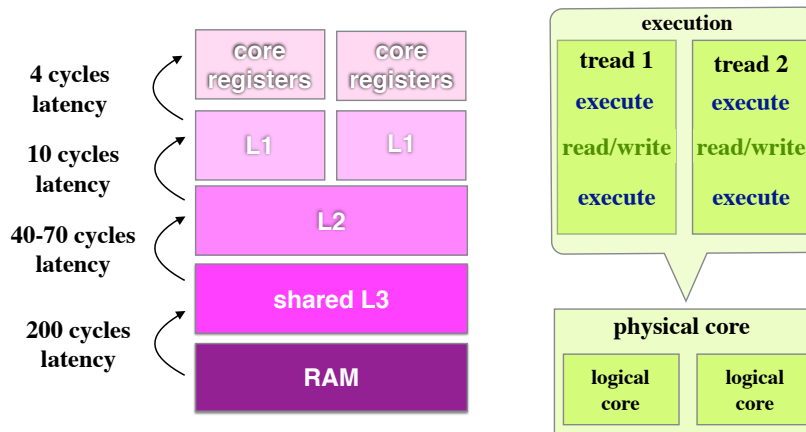 4 cycles
latency
10 cycles
latency
40-70 cycles
latency
200 cycles
latency
core
registers
core
registers
L1
L1
L2
shared L3
RAM
execution
tread 1
execute
read/write
execute
tread 2
execute
read/write
execute
physical core
logical
core
logical
core